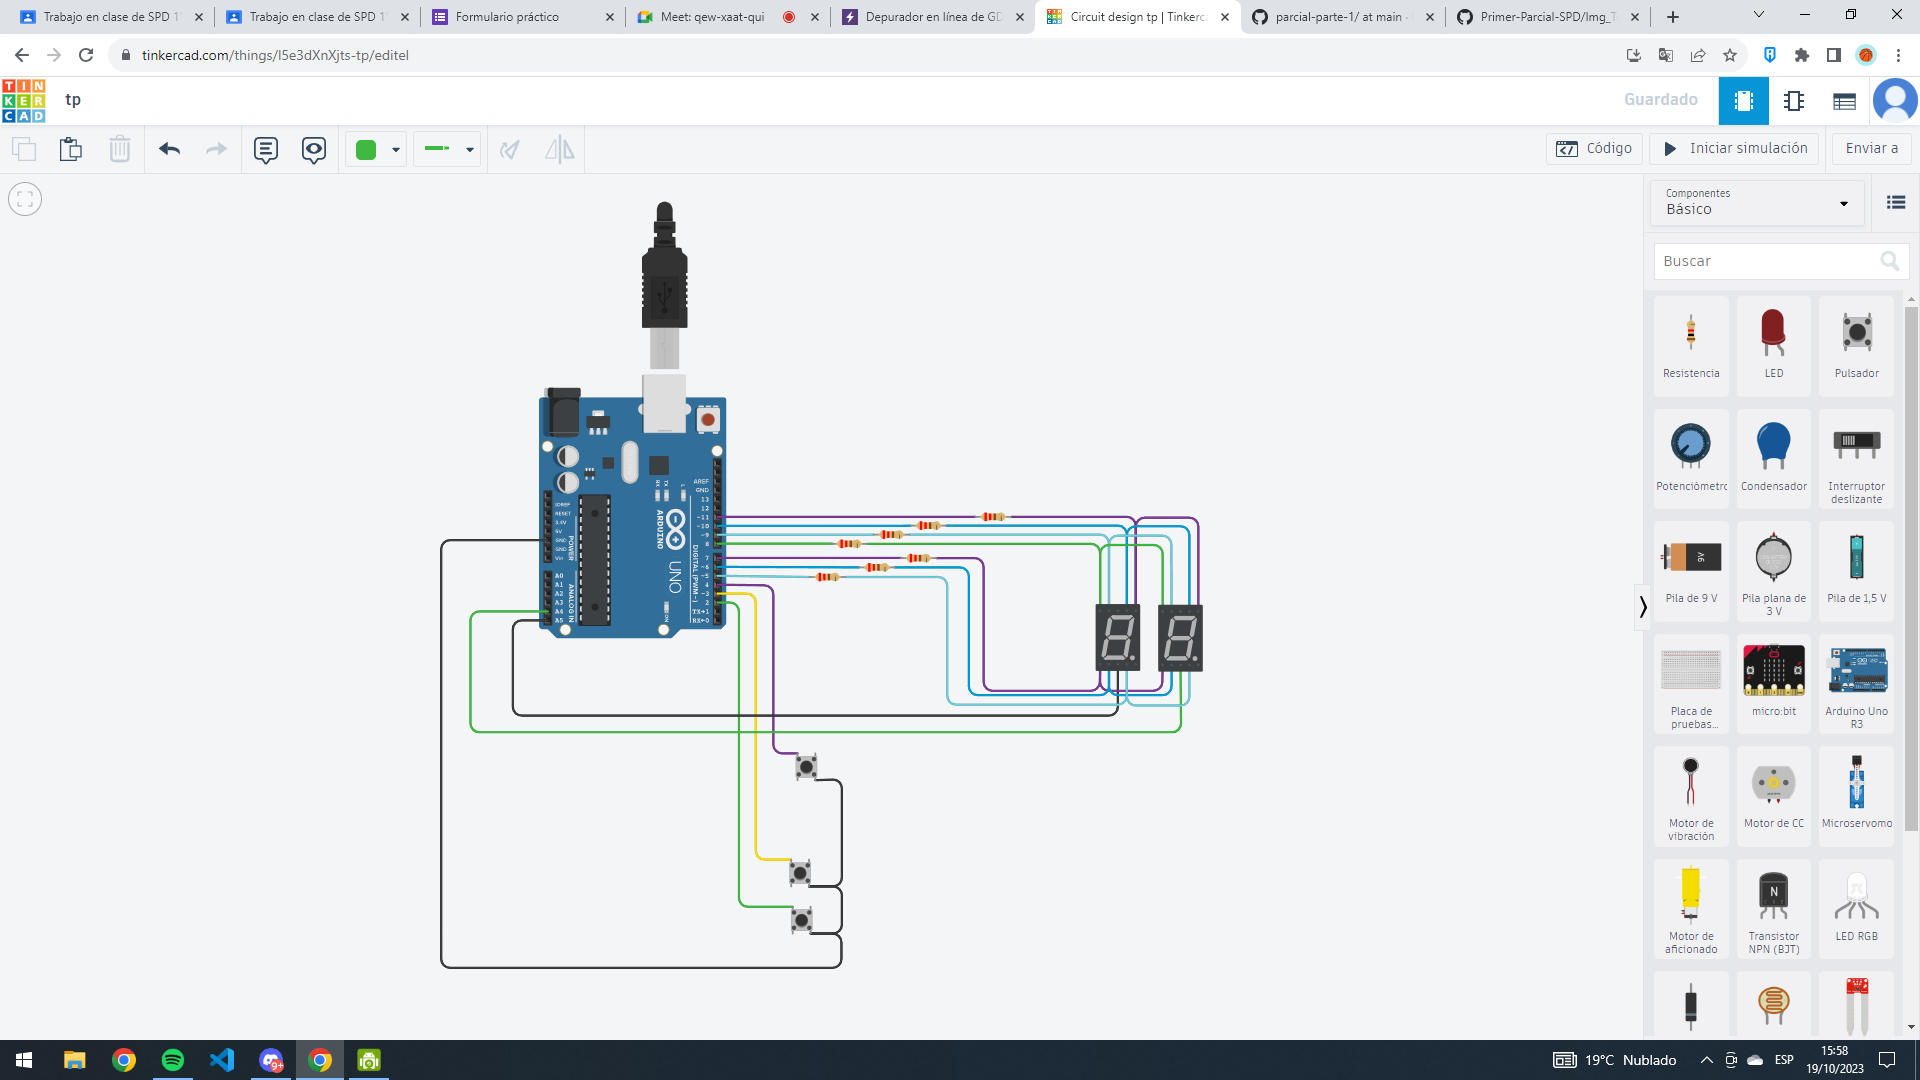 Trabajo en clase de SPD 1
Trabajo en clase de SPD 1
Formulario práctico
Meet: qew-xaat-qui
Depurador en línea de GD
Circuit design tp | Tinkerc
parcial-parte-1/ at main ·
Primer-Parcial-SPD/Img_T
tinkercad.com/things/l5e3dXnXjts-tp/editel
TIN
KER
CAD
tp
Guardado
Código
Iniciar simulación
Enviar a
Componentes
Básico
Buscar
Resistencia
LED
Pulsador
Potenciómetro
Condensador
Interruptor
deslizante
9V
Pila de 9 V
Pila plana de
3 V
Pila de 1,5 V
Placa de
pruebas...
micro:bit
Arduino Uno
R3
Motor de
vibración
Motor de CC
Microservomo
Motor de
aficionado
N
Transistor
NPN (BJT)
LED RGB
AREF
GND
13
12
~11
~10
~9
8
7
~6
~5
4
~3
2
TX→1
RX←0
DIGITAL (PWM~)
IOREF
RESET
3.3V
5V
GND
GND
Vin
POWER
A0
A1
A2
A3
A4
A5
ANALOG IN
RX
TX
L
ARDUINO
UNO
ON
9+
19°C Nublado
ESP
15:58
19/10/2023